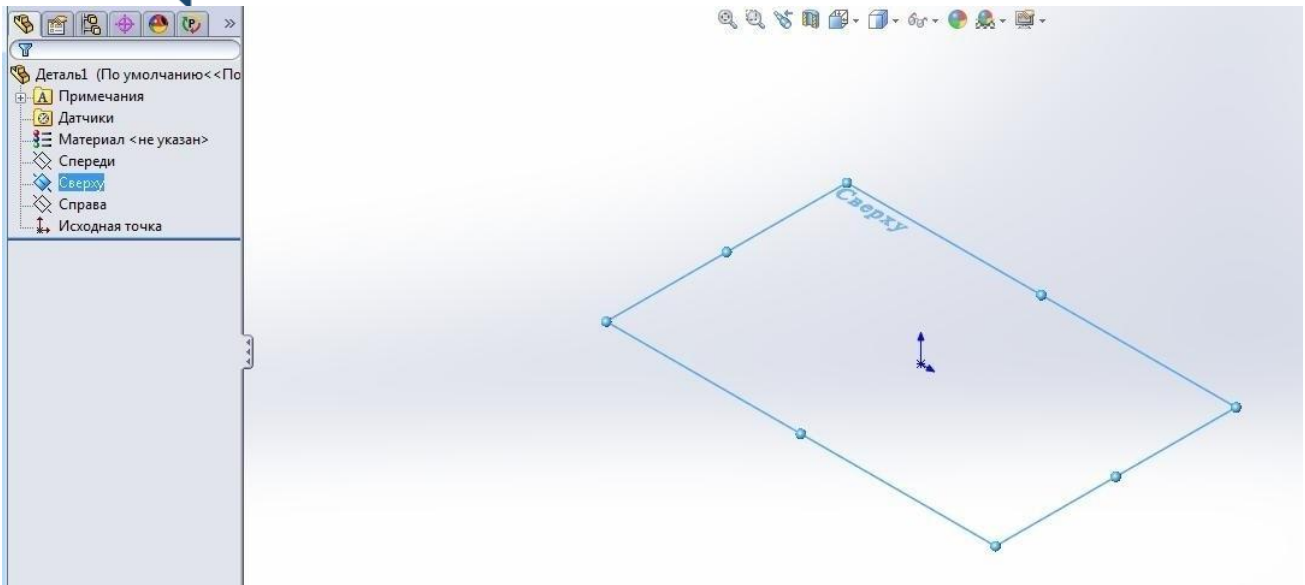 Деталь1 (По умолчанию<<По
Примечания
Датчики
Материал <не указан>
Спереди
Сверху
Справа
Исходная точка
Сверху